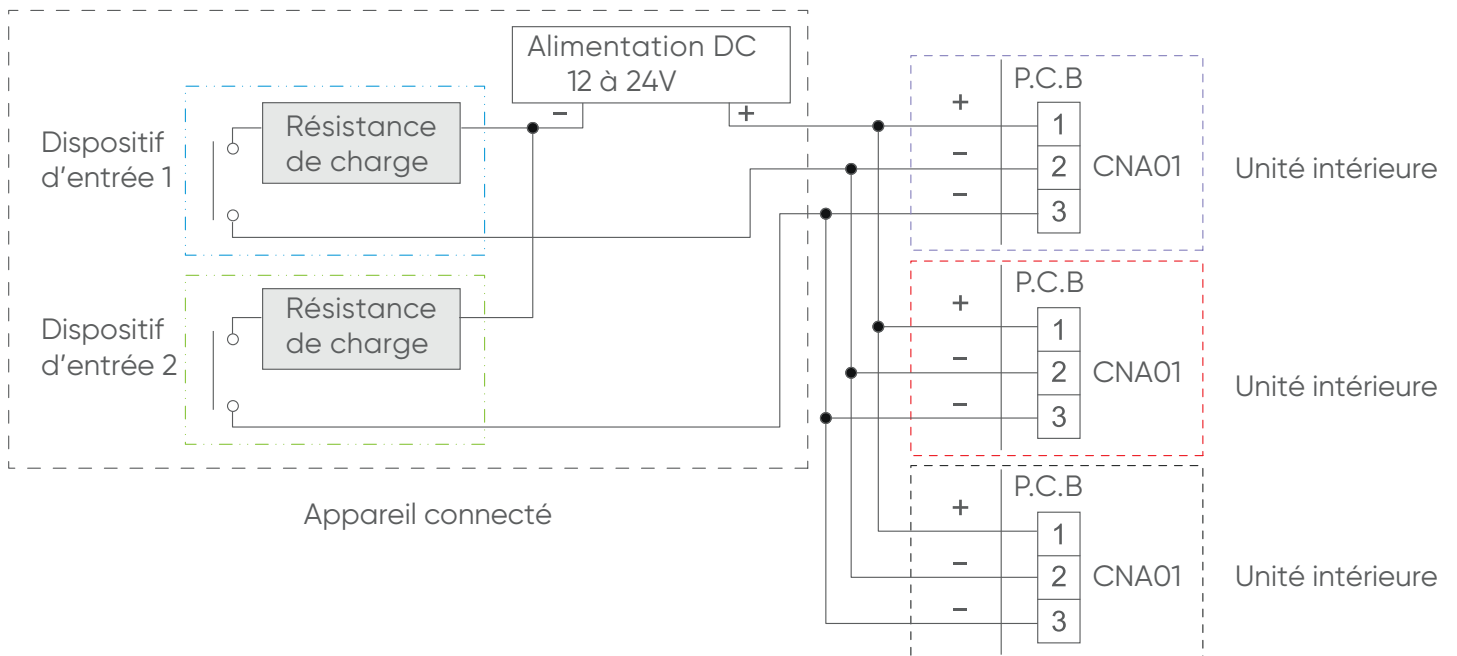 Alimentation DC
12 à 24V
–
+
Dispositif
d'entrée 1
Résistance
de charge
Dispositif
d'entrée 2
Résistance
de charge
Appareil connecté
P.C.B
+
1
–
2
CNA01
–
3
Unité intérieure
P.C.B
+
1
–
2
CNA01
–
3
Unité intérieure
P.C.B
+
1
–
2
CNA01
–
3
Unité intérieure